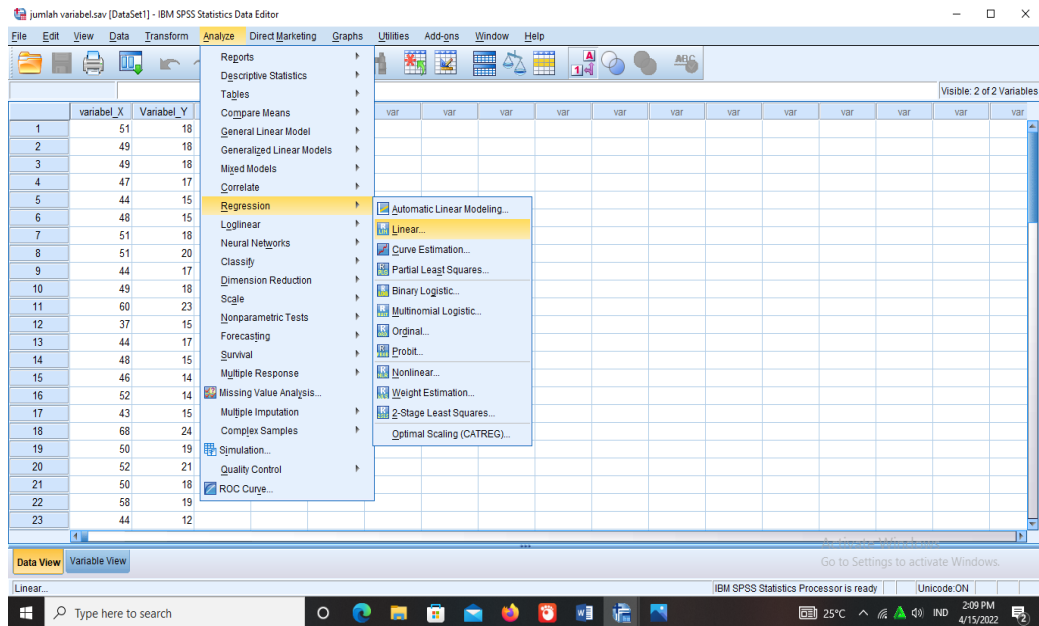 jumlah variabel.sav [DataSet1] - IBM SPSS Statistics Data Editor
File Edit View Data Transform Analyze Direct Marketing Graphs Utilities Add-ons Window Help
Visible: 2 of 2 Variables
variabel_X Variabel_Y var var var var var var var var var var var var
1 51 18
2 49 18
3 49 18
4 47 17
5 44 15
6 48 15
7 51 18
8 51 20
9 44 17
10 49 18
11 60 23
12 37 15
13 44 17
14 48 15
15 46 14
16 52 14
17 43 15
18 68 24
19 50 19
20 52 21
21 50 18
22 58 19
23 44 12
Reports
Descriptive Statistics
Tables
Compare Means
General Linear Model
Generalized Linear Models
Mixed Models
Correlate
Regression
Loglinear
Neural Networks
Classify
Dimension Reduction
Scale
Nonparametric Tests
Forecasting
Survival
Multiple Response
Missing Value Analysis...
Multiple Imputation
Complex Samples
Simulation...
Quality Control
ROC Curve...
Automatic Linear Modeling...
Linear...
Curve Estimation...
Partial Least Squares...
Binary Logistic...
Multinomial Logistic...
Ordinal...
Probit...
Nonlinear...
Weight Estimation...
2-Stage Least Squares...
Optimal Scaling (CATREG)...
Data View Variable View
Activate Windows
Go to Settings to activate Windows.
Linear... IBM SPSS Statistics Processor is ready Unicode:ON
Type here to search 25°C IND 2:09 PM
4/15/2022